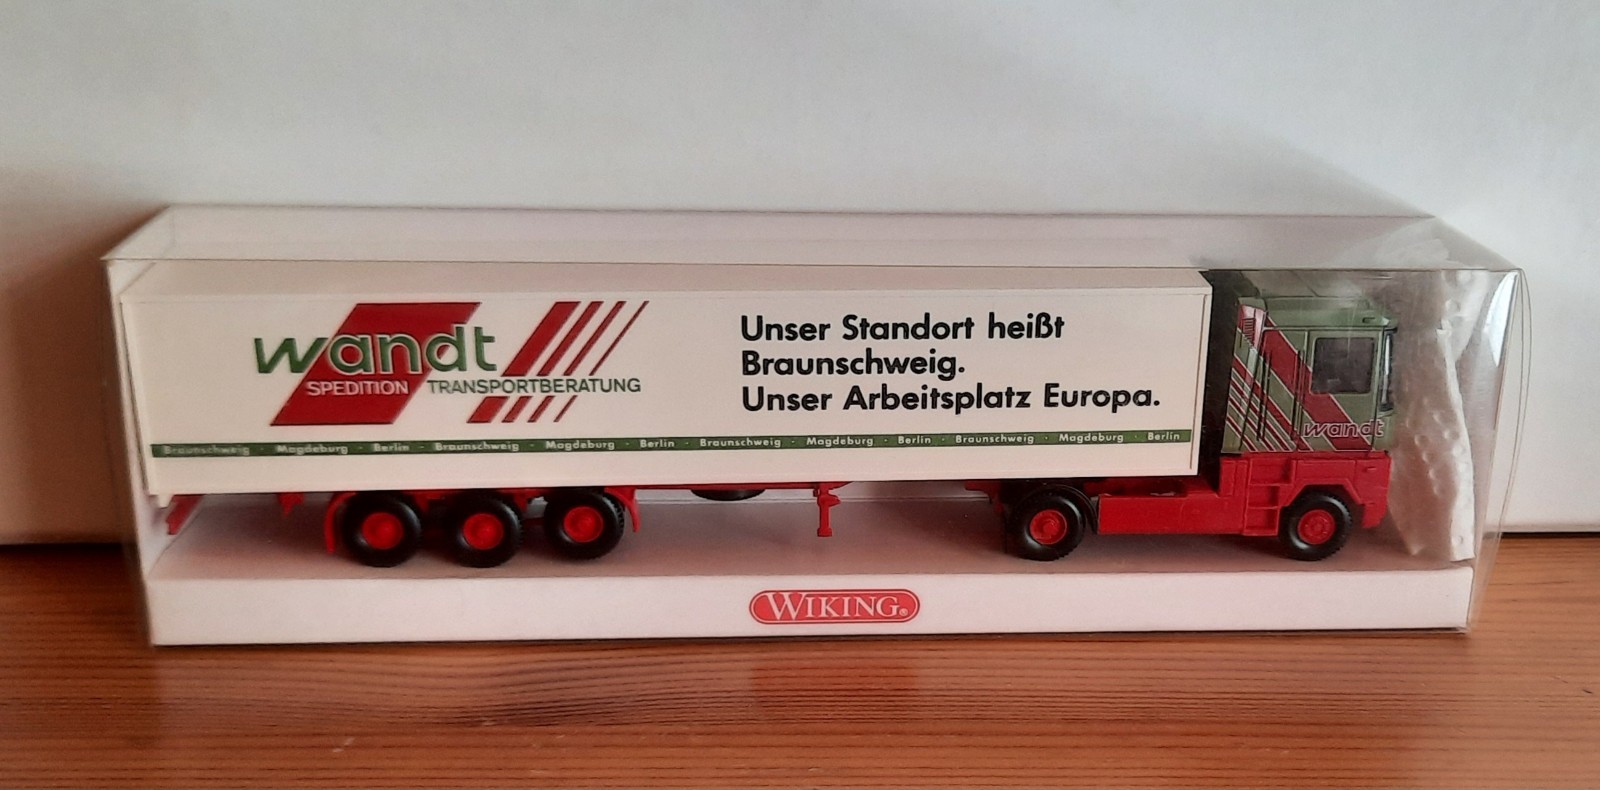 wandt
SPEDITION TRANSPORTBERATUNG
Unser Standort heißt
Braunschweig.
Unser Arbeitsplatz Europa.
Braunschweig · Magdeburg · Berlin · Braunschweig · Magdeburg · Berlin · Braunschweig · Magdeburg · Berlin · Braunschweig · Magdeburg · Berlin
wandt
WIKING®